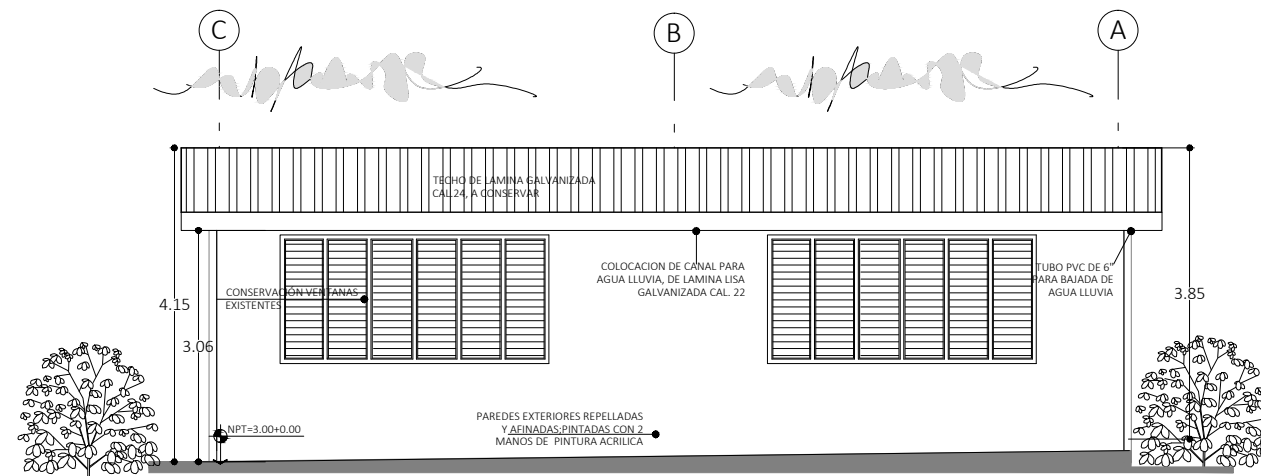 C
B
A
TECHO DE LAMINA GALVANIZADA
CAL.24, A CONSERVAR
COLOCACION DE CANAL PARA
AGUA LLUVIA, DE LAMINA LISA
GALVANIZADA CAL. 22
TUBO PVC DE 6"
PARA BAJADA DE
AGUA LLUVIA
CONSERVACIÓN VENTANAS
EXISTENTES
4.15
3.06
3.85
PAREDES EXTERIORES REPELLADAS
Y AFINADAS;PINTADAS CON 2
MANOS DE PINTURA ACRILICA
NPT=3.00+0.00